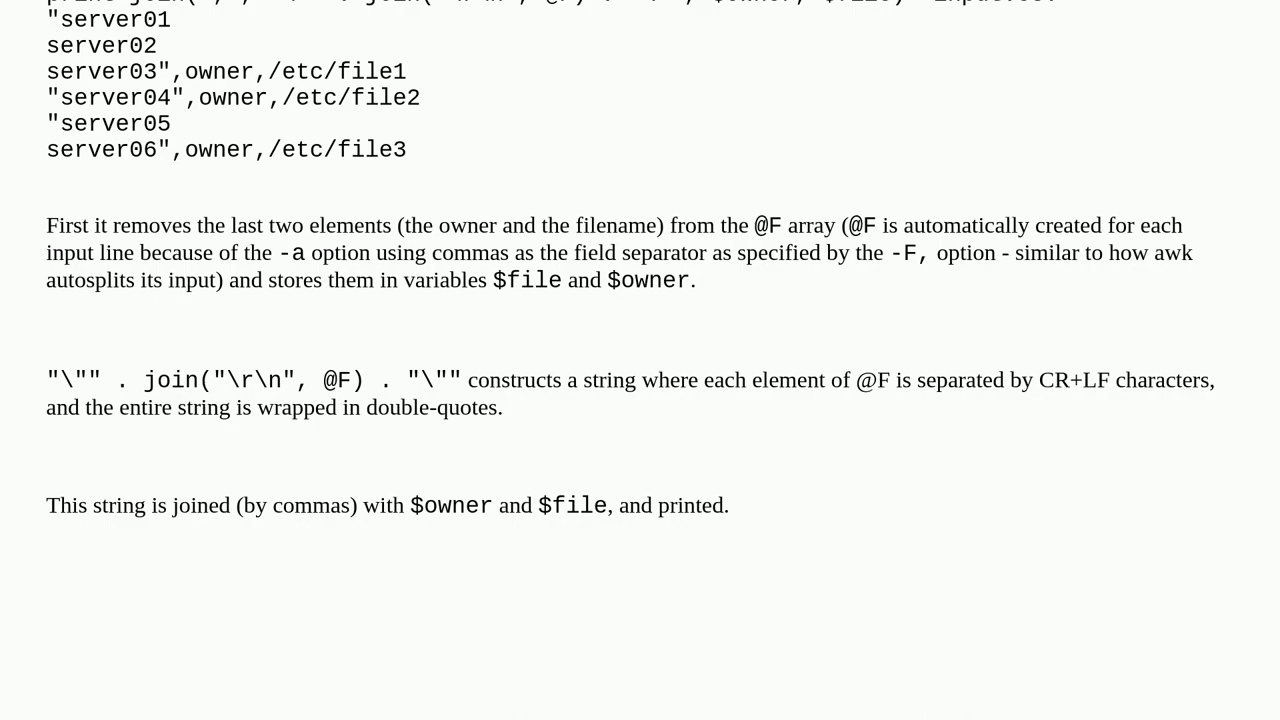 "server01
server02
server03",owner,/etc/file1
"server04",owner,/etc/file2
"server05
server06",owner,/etc/file3
First it removes the last two elements (the owner and the filename) from the @F array (@F is automatically created for each
input line because of the -a option using commas as the field separator as specified by the -F, option - similar to how awk
autosplits its input) and stores them in variables $file and $owner.
"\"" . join("\r\n", @F) . "\"" constructs a string where each element of @F is separated by CR+LF characters,
and the entire string is wrapped in double-quotes.
This string is joined (by commas) with $owner and $file, and printed.